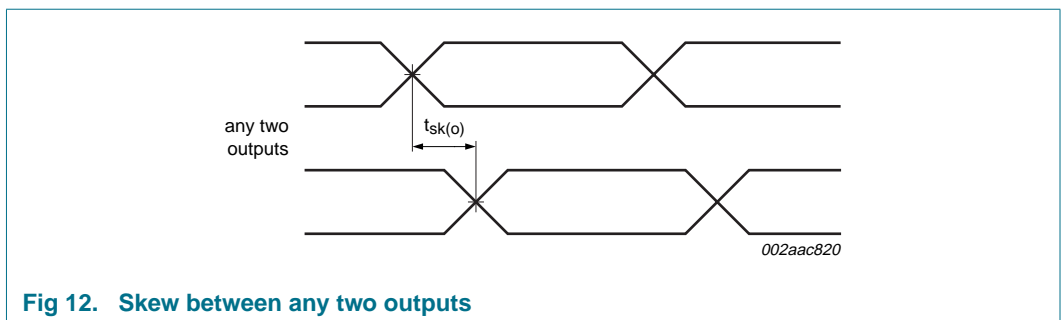 any two
outputs
tsk(o)
002aac820
Fig 12. Skew between any two outputs